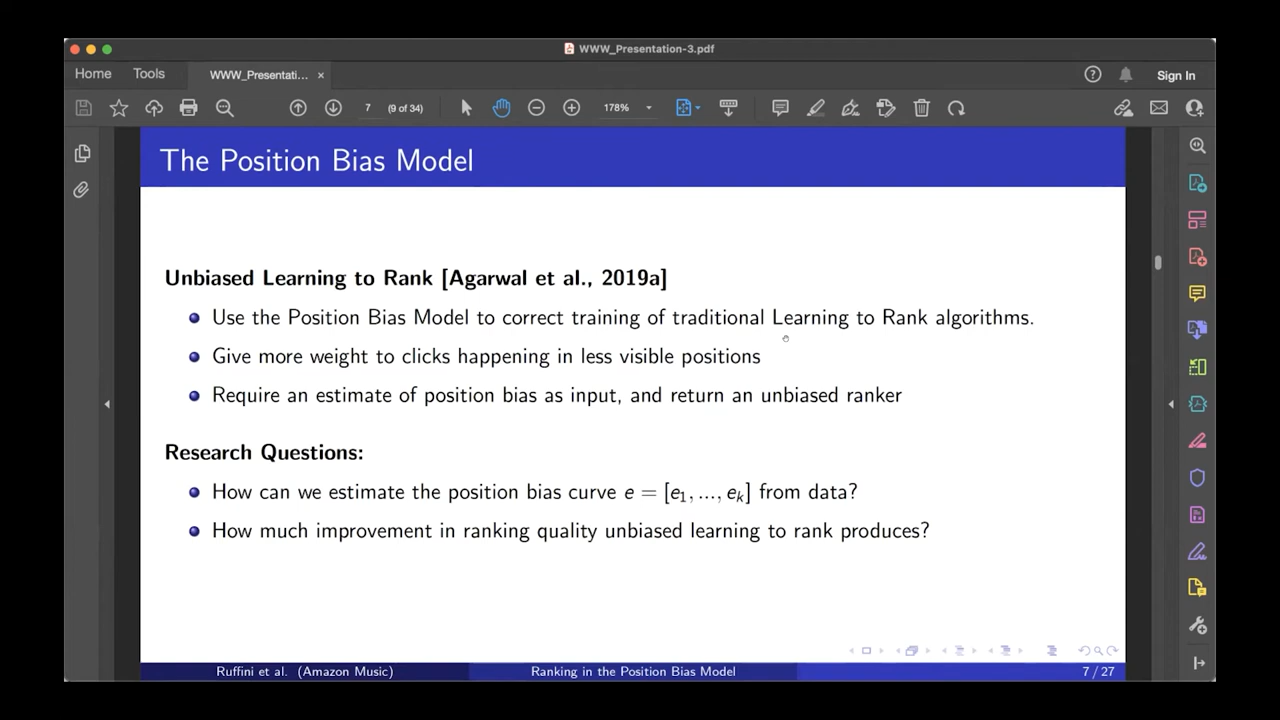 WWW_Presentation-3.pdf
Home Tools WWW_Presentati... × Sign In
7 (9 of 34) 178%
The Position Bias Model
Unbiased Learning to Rank [Agarwal et al., 2019a]
Use the Position Bias Model to correct training of traditional Learning to Rank algorithms.
Give more weight to clicks happening in less visible positions
Require an estimate of position bias as input, and return an unbiased ranker
Research Questions:
How can we estimate the position bias curve e = [e₁, ..., eₖ] from data?
How much improvement in ranking quality unbiased learning to rank produces?
Ruffini et al. (Amazon Music) Ranking in the Position Bias Model 7 / 27